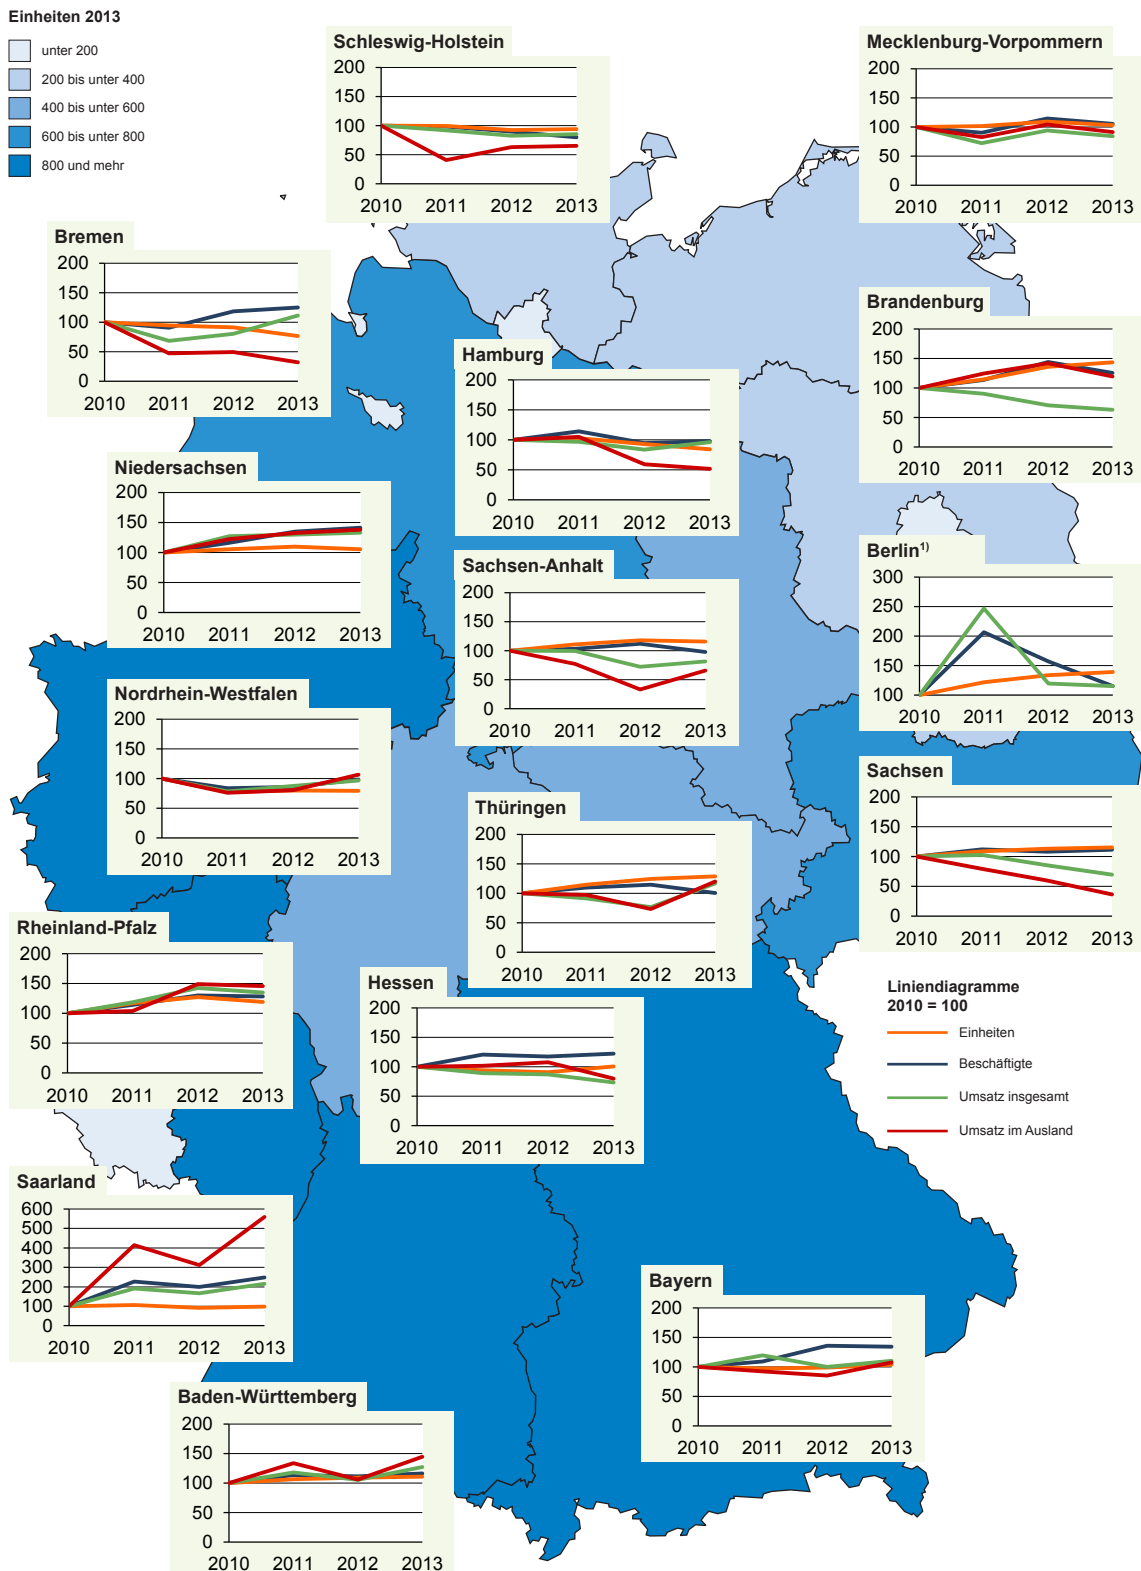 Einheiten 2013
unter 200
200 bis unter 400
400 bis unter 600
600 bis unter 800
800 und mehr
Schleswig-Holstein
200
150
100
50
0
2010 2011 2012 2013
Mecklenburg-Vorpommern
200
150
100
50
0
2010 2011 2012 2013
Bremen
200
150
100
50
0
2010 2011 2012 2013
Brandenburg
200
150
100
50
0
2010 2011 2012 2013
Hamburg
200
150
100
50
0
2010 2011 2012 2013
Niedersachsen
200
150
100
50
0
2010 2011 2012 2013
Berlin¹⁾
300
250
200
150
100
2010 2011 2012 2013
Sachsen-Anhalt
200
150
100
50
0
2010 2011 2012 2013
Nordrhein-Westfalen
200
150
100
50
0
2010 2011 2012 2013
Sachsen
200
150
100
50
0
2010 2011 2012 2013
Thüringen
200
150
100
50
0
2010 2011 2012 2013
Rheinland-Pfalz
200
150
100
50
0
2010 2011 2012 2013
Hessen
200
150
100
50
0
2010 2011 2012 2013
Liniendiagramme
2010 = 100
Einheiten
Beschäftigte
Umsatz insgesamt
Umsatz im Ausland
Saarland
600
500
400
300
200
100
0
2010 2011 2012 2013
Bayern
200
150
100
50
0
2010 2011 2012 2013
Baden-Württemberg
200
150
100
50
0
2010 2011 2012 2013